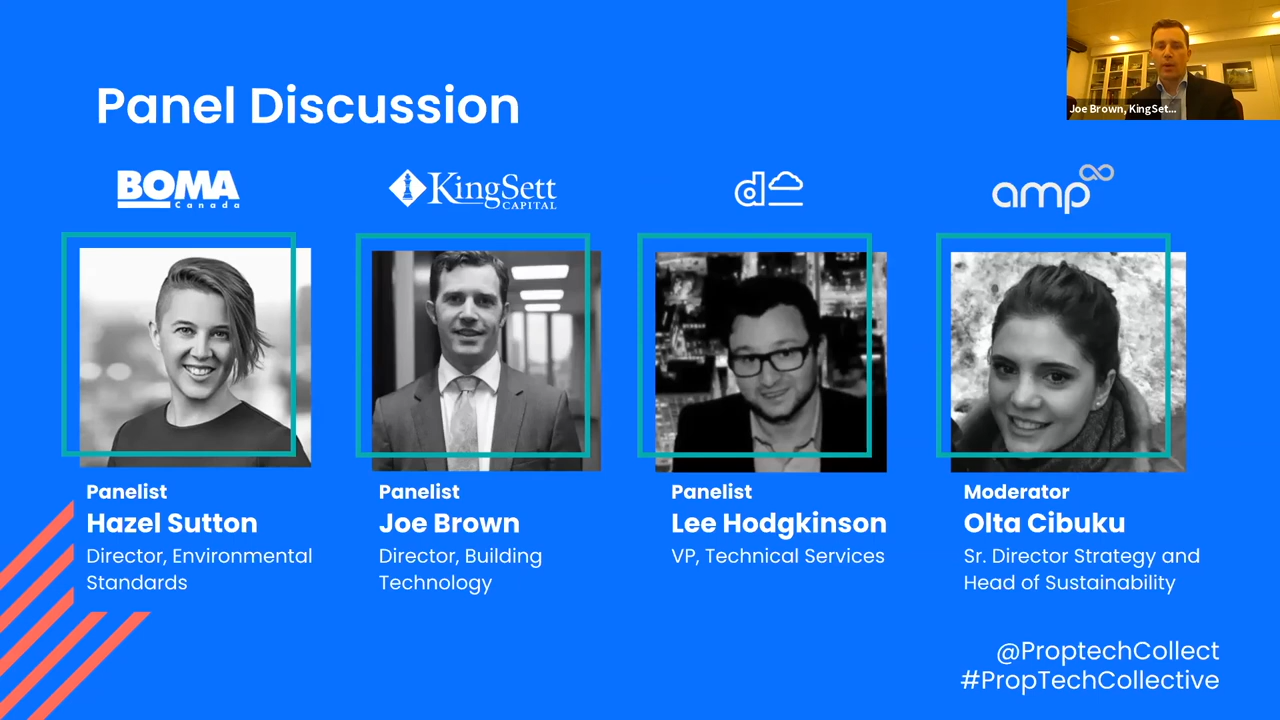 Joe Brown, KingSet...
Panel Discussion
BOMA
Canada
KingSett
CAPITAL
d
amp
Panelist
Hazel Sutton
Director, Environmental
Standards
Panelist
Joe Brown
Director, Building
Technology
Panelist
Lee Hodgkinson
VP, Technical Services
Moderator
Olta Cibuku
Sr. Director Strategy and
Head of Sustainability
@ProptechCollect
#PropTechCollective